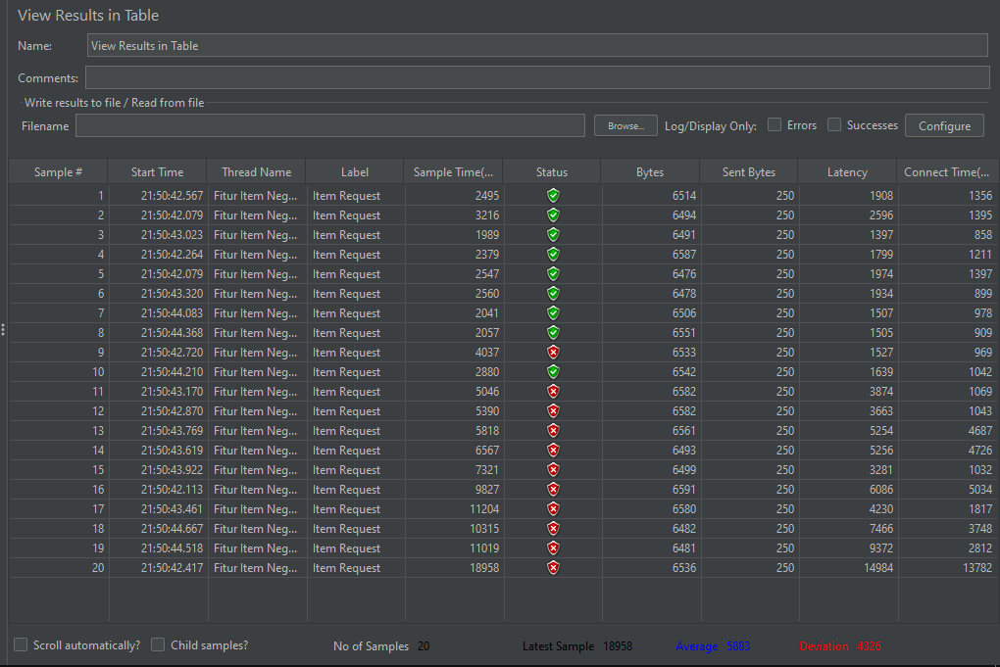 View Results in Table
Name: View Results in Table
Comments:
Write results to file / Read from file
Filename Browse... Log/Display Only: Errors Successes Configure
Sample # Start Time Thread Name Label Sample Time(... Status Bytes Sent Bytes Latency Connect Time(...
1 21:50:42.567 Fitur Item Neg... Item Request 2495 6514 250 1908 1356
2 21:50:42.079 Fitur Item Neg... Item Request 3216 6494 250 2596 1395
3 21:50:43.023 Fitur Item Neg... Item Request 1989 6491 250 1397 858
4 21:50:42.264 Fitur Item Neg... Item Request 2379 6587 250 1799 1211
5 21:50:42.079 Fitur Item Neg... Item Request 2547 6476 250 1974 1397
6 21:50:43.320 Fitur Item Neg... Item Request 2560 6478 250 1934 899
7 21:50:44.083 Fitur Item Neg... Item Request 2041 6506 250 1507 978
8 21:50:44.368 Fitur Item Neg... Item Request 2057 6551 250 1505 909
9 21:50:42.720 Fitur Item Neg... Item Request 4037 6533 250 1527 969
10 21:50:44.210 Fitur Item Neg... Item Request 2880 6542 250 1639 1042
11 21:50:43.170 Fitur Item Neg... Item Request 5046 6582 250 3874 1069
12 21:50:42.870 Fitur Item Neg... Item Request 5390 6582 250 3663 1043
13 21:50:43.769 Fitur Item Neg... Item Request 5818 6561 250 5254 4687
14 21:50:43.619 Fitur Item Neg... Item Request 6567 6493 250 5256 4726
15 21:50:43.922 Fitur Item Neg... Item Request 7321 6499 250 3281 1032
16 21:50:42.113 Fitur Item Neg... Item Request 9827 6591 250 6086 5034
17 21:50:43.461 Fitur Item Neg... Item Request 11204 6580 250 4230 1817
18 21:50:44.667 Fitur Item Neg... Item Request 10315 6482 250 7466 3748
19 21:50:44.518 Fitur Item Neg... Item Request 11019 6481 250 9372 2812
20 21:50:42.417 Fitur Item Neg... Item Request 18958 6536 250 14984 13782
Scroll automatically? Child samples? No of Samples 20 Latest Sample 18958 Average 5883 Deviation 4326